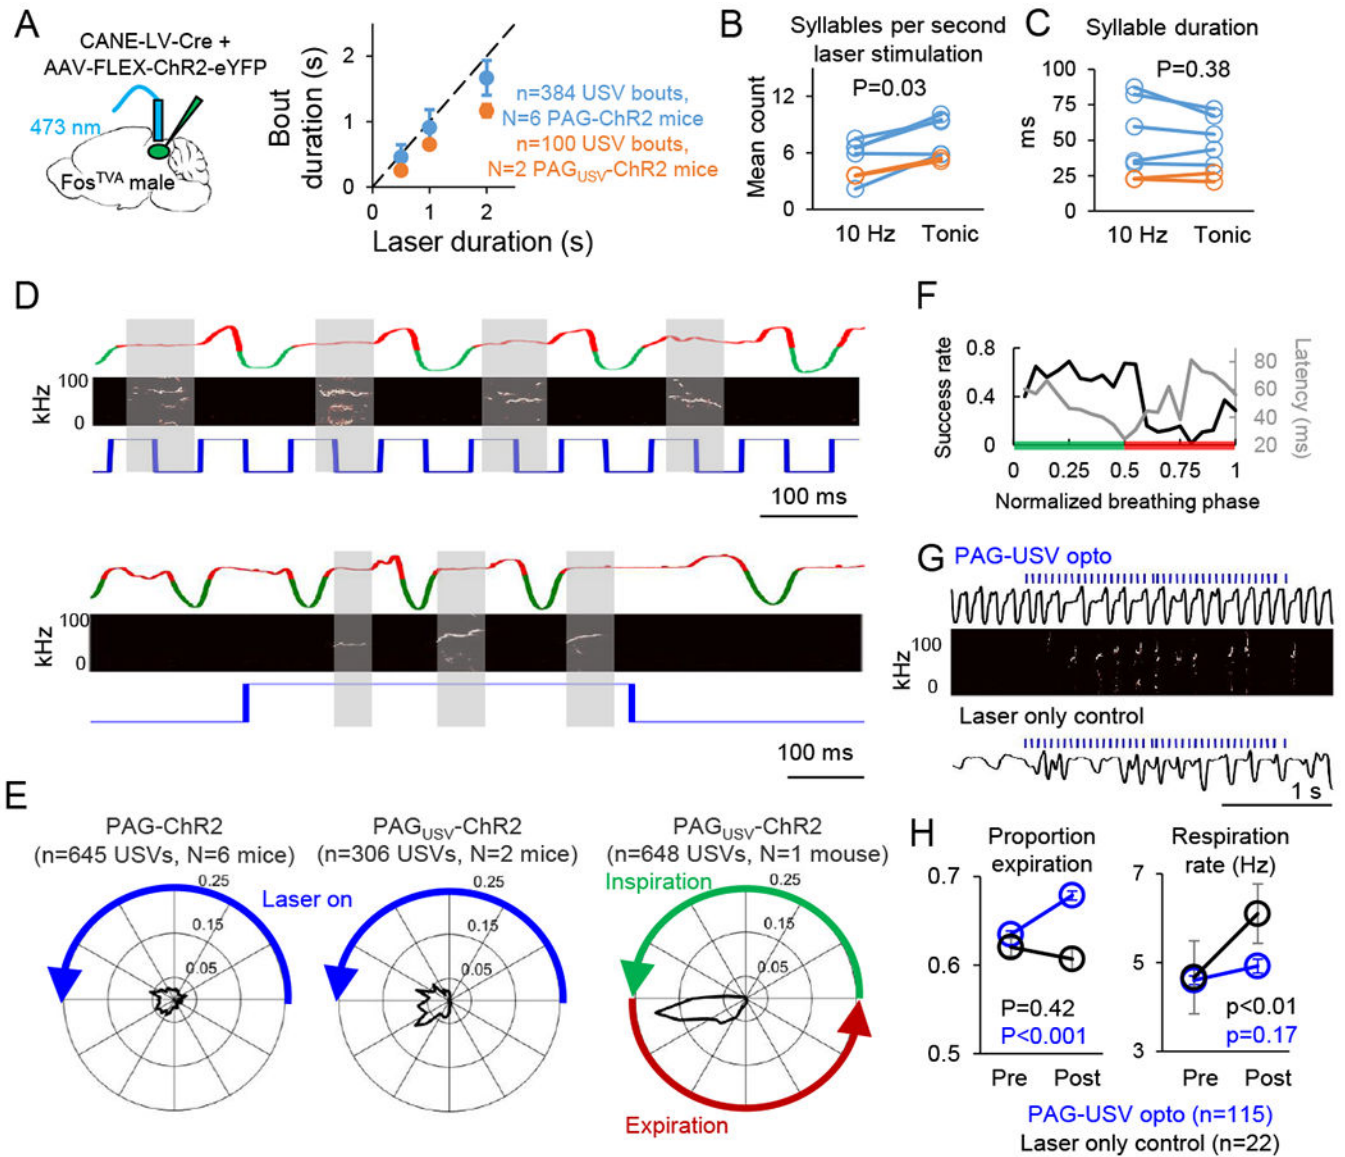 A
CANE-LV-Cre +
AAV-FLEX-ChR2-eYFP
473 nm
FosTVA male
Bout
duration (s)
2
1
0
0 1 2
Laser duration (s)
n=384 USV bouts,
N=6 PAG-ChR2 mice
n=100 USV bouts,
N=2 PAGUSV-ChR2 mice
B
Syllables per second
laser stimulation
P=0.03
Mean count
12
6
0
10 Hz Tonic
C
Syllable duration
P=0.38
ms
100
75
50
25
0
10 Hz Tonic
D
kHz
100
0
100 ms
kHz
100
0
100 ms
E
PAG-ChR2
(n=645 USVs, N=6 mice)
0.25
0.15
0.05
Laser on
PAGUSV-ChR2
(n=306 USVs, N=2 mice)
0.25
0.15
0.05
PAGUSV-ChR2
(n=648 USVs, N=1 mouse)
Inspiration
0.25
0.15
0.05
Expiration
F
Success rate
0.8
0.4
0
Latency (ms)
80
60
40
20
0 0.25 0.5 0.75 1
Normalized breathing phase
G
PAG-USV opto
kHz
100
0
Laser only control
1 s
H
Proportion
expiration
0.7
0.6
0.5
P=0.42
P<0.001
Pre Post
Respiration
rate (Hz)
7
5
3
p<0.01
p=0.17
Pre Post
PAG-USV opto (n=115)
Laser only control (n=22)